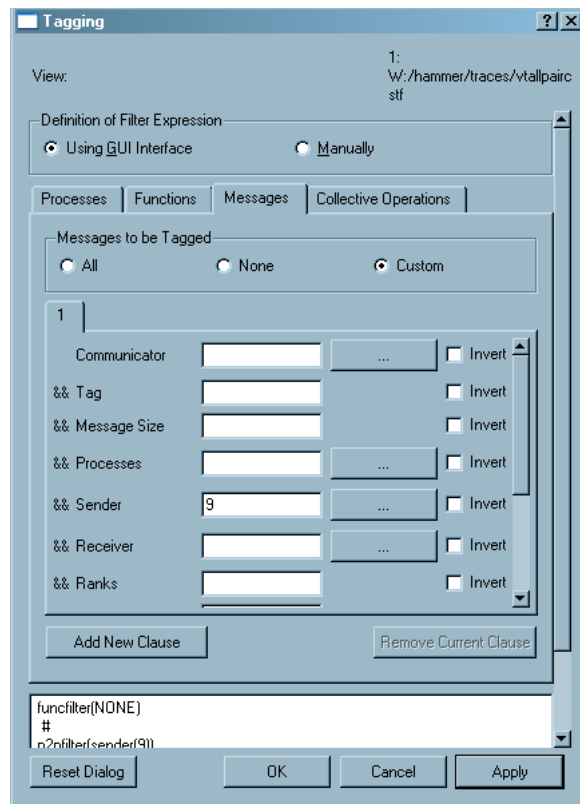 Tagging
View:
1:
W:/hammer/traces/vtallpairc
stf
Definition of Filter Expression
Using GUI Interface
Manually
Processes
Functions
Messages
Collective Operations
Messages to be Tagged
All
None
Custom
1
Communicator
...
Invert
&& Tag
Invert
&& Message Size
Invert
&& Processes
...
Invert
&& Sender
9
...
Invert
&& Receiver
...
Invert
&& Ranks
Invert
Add New Clause
Remove Current Clause
funcfilter(NONE)
#
p2pfilter(sender(9))
Reset Dialog
OK
Cancel
Apply